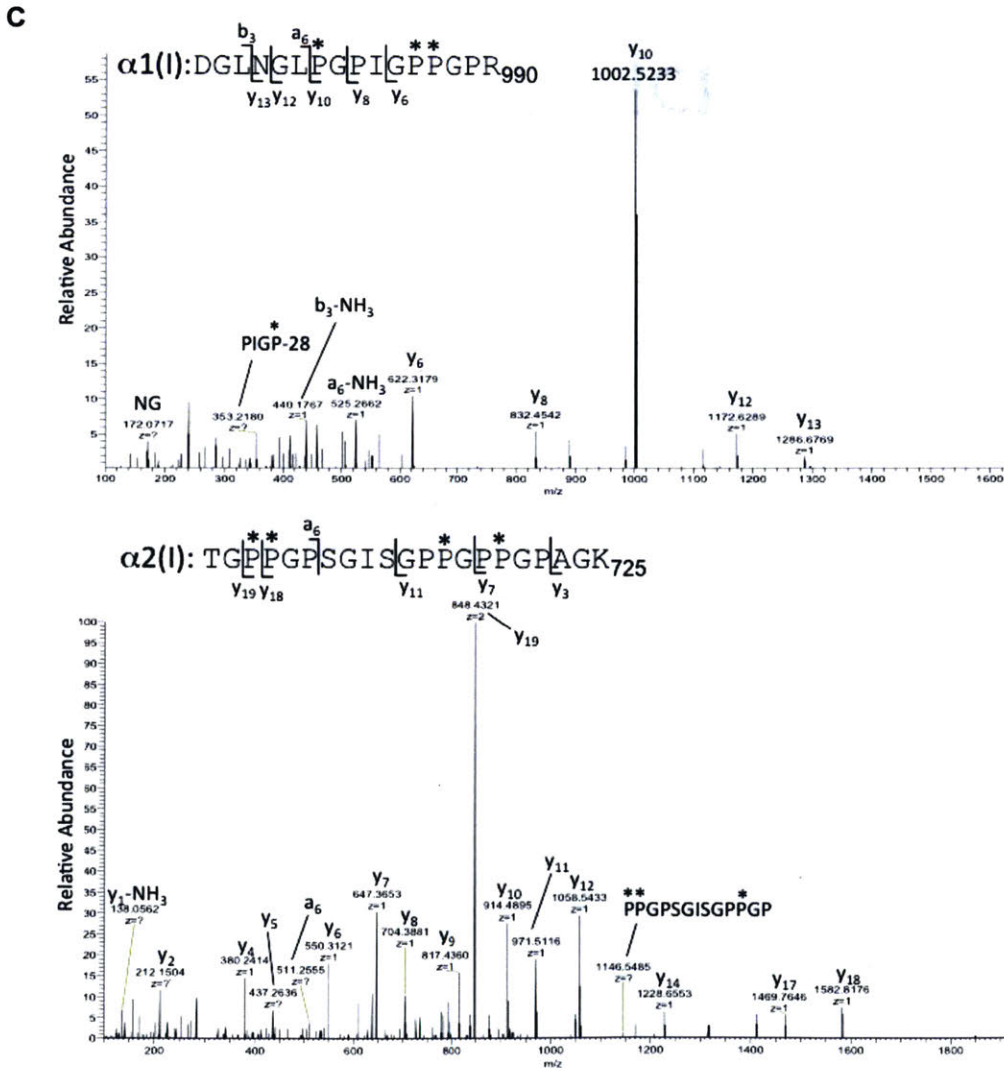 C
b3 a6 * * *
α1(I):DGLNGLPGPIGPPGPR990
y13 y12 y10 y8 y6
y10
1002.5233
55
50
45
40
35
30
25
20
15
10
5
Relative Abundance
b3-NH3
*
PIGP-28
y6
NG
353.2180
z=?
440.1767
z=1
a6-NH3
525.2662
z=1
622.3179
z=1
172.0717
z=?
y8
832.4542
z=1
y12
1172.6289
z=1
y13
1286.6769
z=1
100 200 300 400 500 600 700 800 900 1000 1100 1200 1300 1400 1500 1600
m/z
* * a6 * *
α2(I): TGPPGPSGISGPPGPPGPAGK725
y19 y18 y11 y7 y3
848.4321
z=2
y19
100
95
90
85
80
75
70
65
60
55
50
45
40
35
30
25
20
15
10
5
0
Relative Abundance
y1-NH3
138.0562
z=?
y2
212.1504
z=?
y4
380.2414
z=1
y5
437.2636
z=?
a6
511.2555
z=?
y6
550.3121
z=1
y7
647.3653
z=1
y8
704.3881
z=1
y9
817.4360
z=1
y10
914.4895
z=1
y11
971.5116
z=1
y12
1058.5433
z=1
** *
PPGPSGISGPPGP
1146.5485
z=?
y14
1228.6553
z=1
y17
1469.7646
z=1
y18
1582.8176
z=1
200 400 600 800 1000 1200 1400 1600 1800
m/z